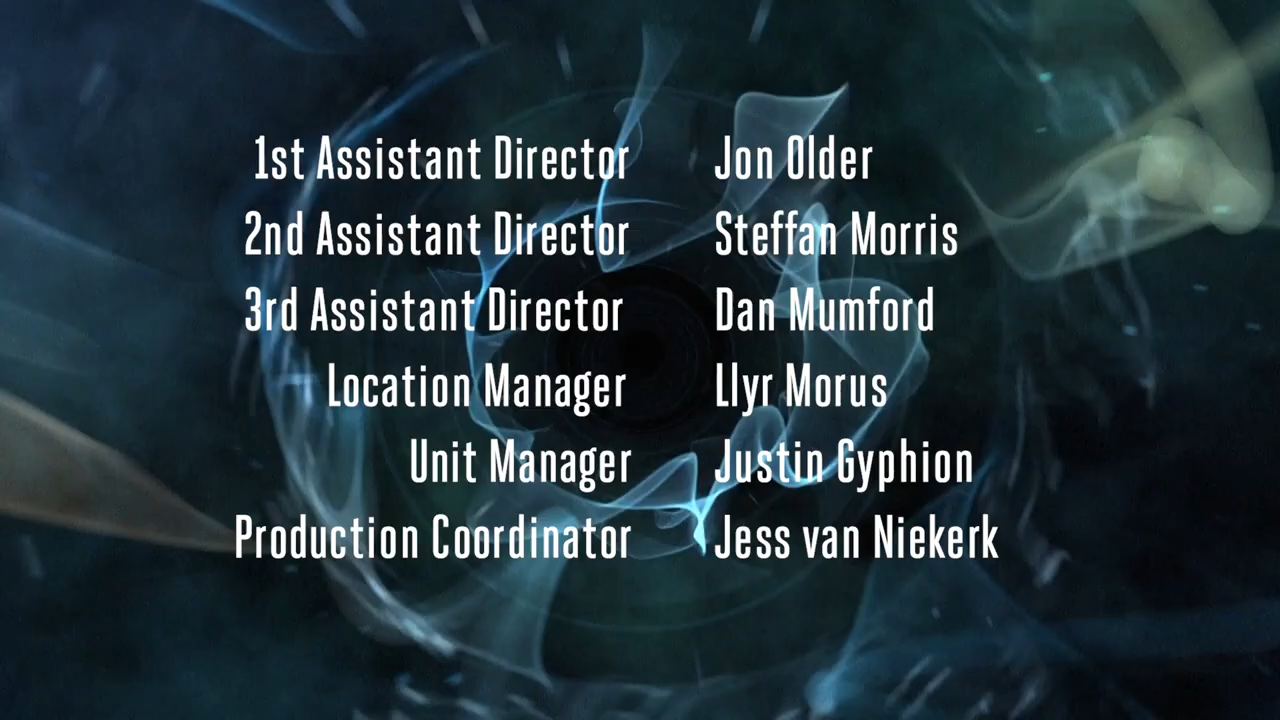 1st Assistant Director Jon Older
2nd Assistant Director Steffan Morris
3rd Assistant Director Dan Mumford
Location Manager Llyr Morus
Unit Manager Justin Gyphion
Production Coordinator Jess van Niekerk